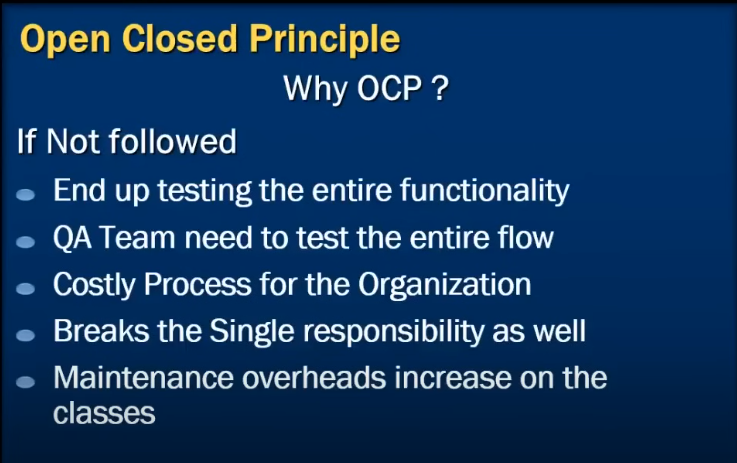 Open Closed Principle
Why OCP ?
If Not followed
End up testing the entire functionality
QA Team need to test the entire flow
Costly Process for the Organization
Breaks the Single responsibility as well
Maintenance overheads increase on the
classes